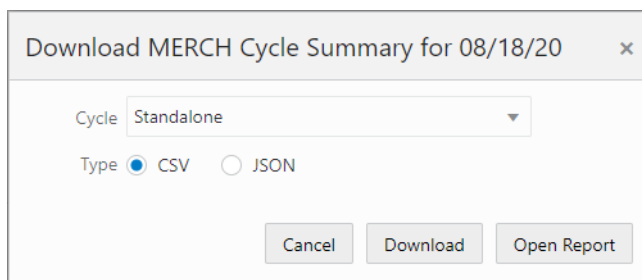 Download MERCH Cycle Summary for 08/18/20 ×
Cycle Standalone
Type CSV JSON
Cancel Download Open Report